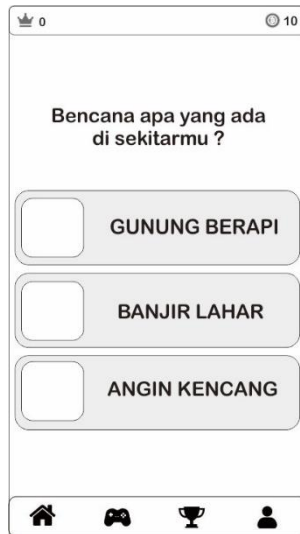 0
10
Bencana apa yang ada
di sekitarmu ?
GUNUNG BERAPI
BANJIR LAHAR
ANGIN KENCANG